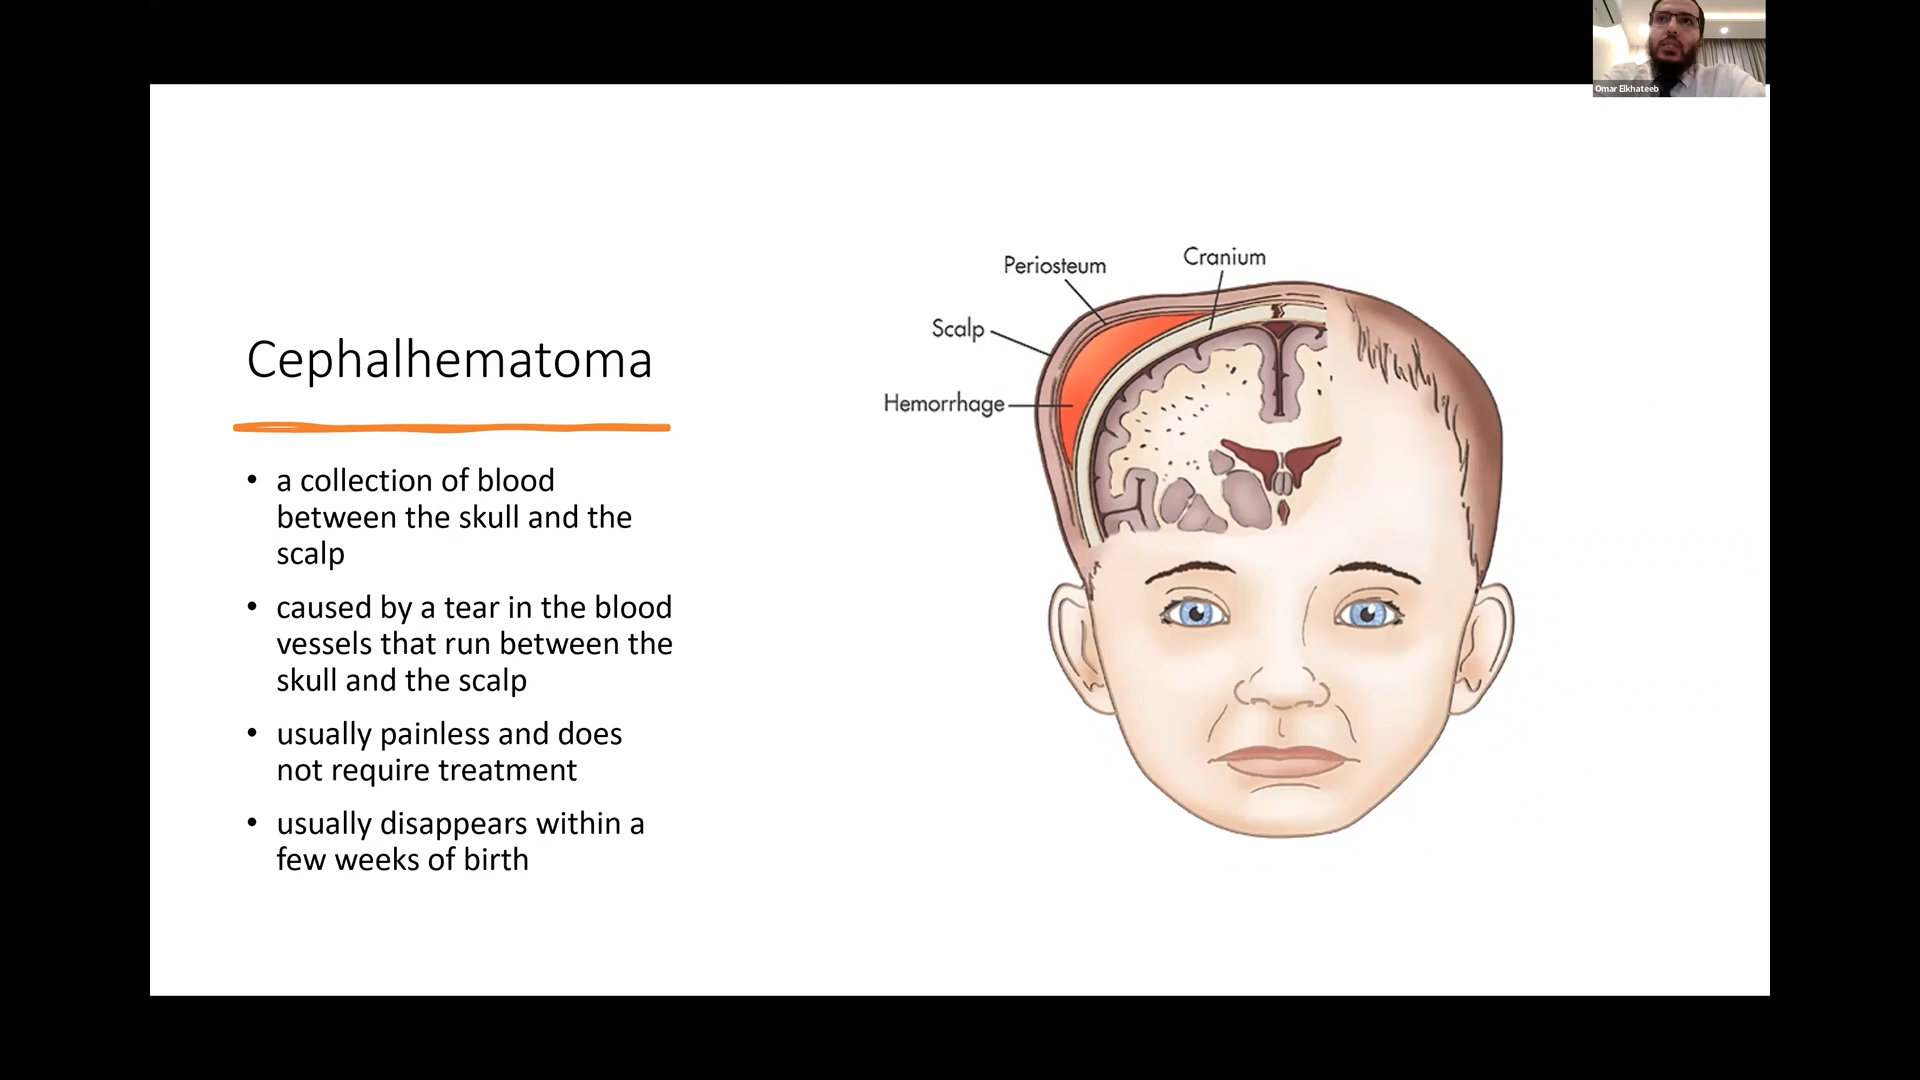 Omar Elkhateeb
Cephalhematoma
• a collection of blood
between the skull and the
scalp
• caused by a tear in the blood
vessels that run between the
skull and the scalp
• usually painless and does
not require treatment
• usually disappears within a
few weeks of birth
Periosteum
Cranium
Scalp
Hemorrhage